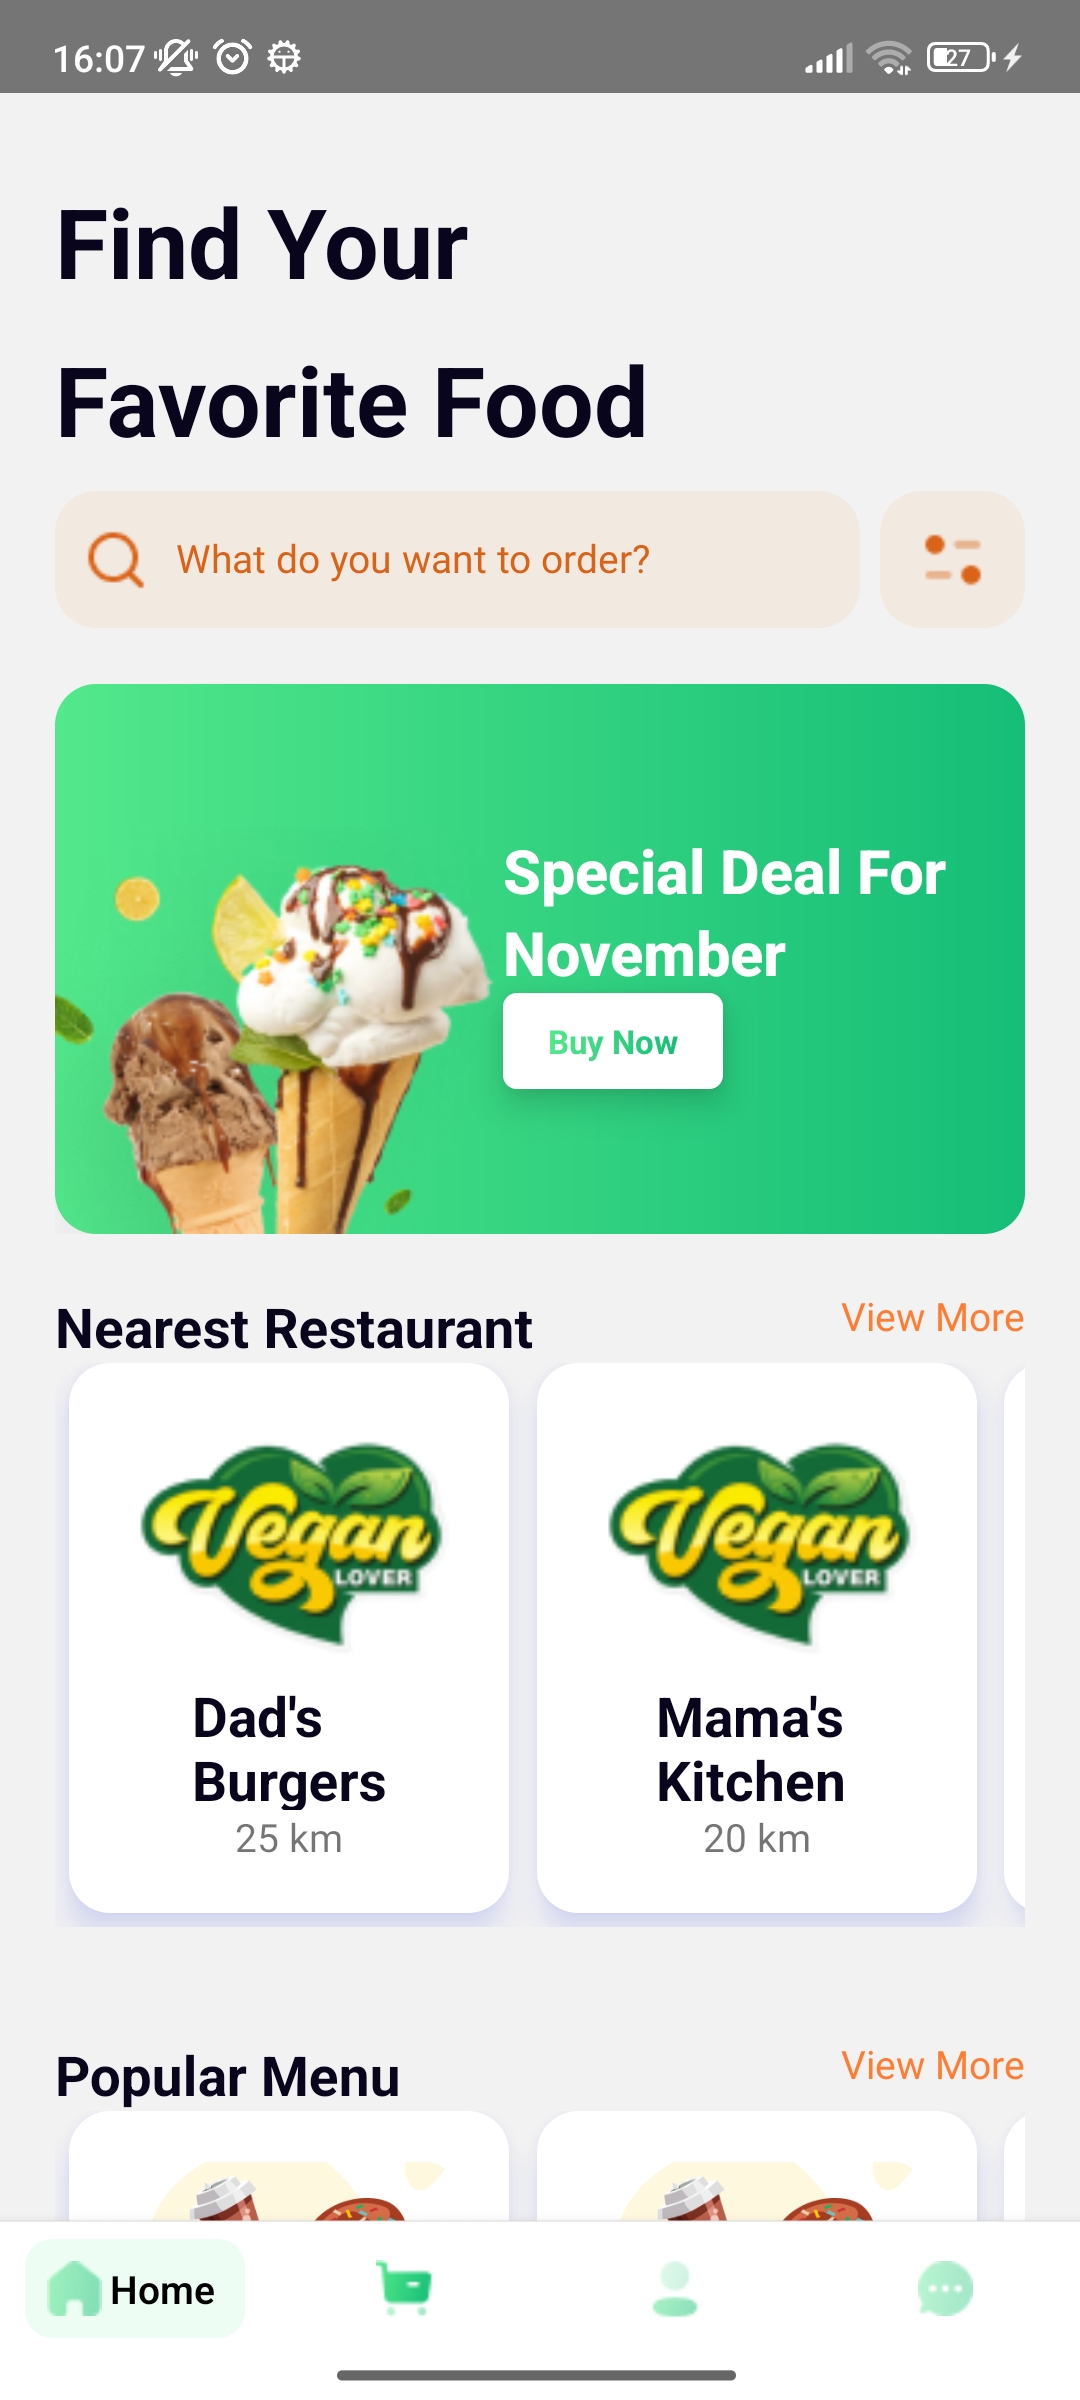 16:07
27
Find Your
Favorite Food
What do you want to order?
Special Deal For
November
Buy Now
Nearest Restaurant
View More
Vegan
LOVER
Vegan
LOVER
Dad's
Burgers
25 km
Mama's
Kitchen
20 km
Popular Menu
View More
Home